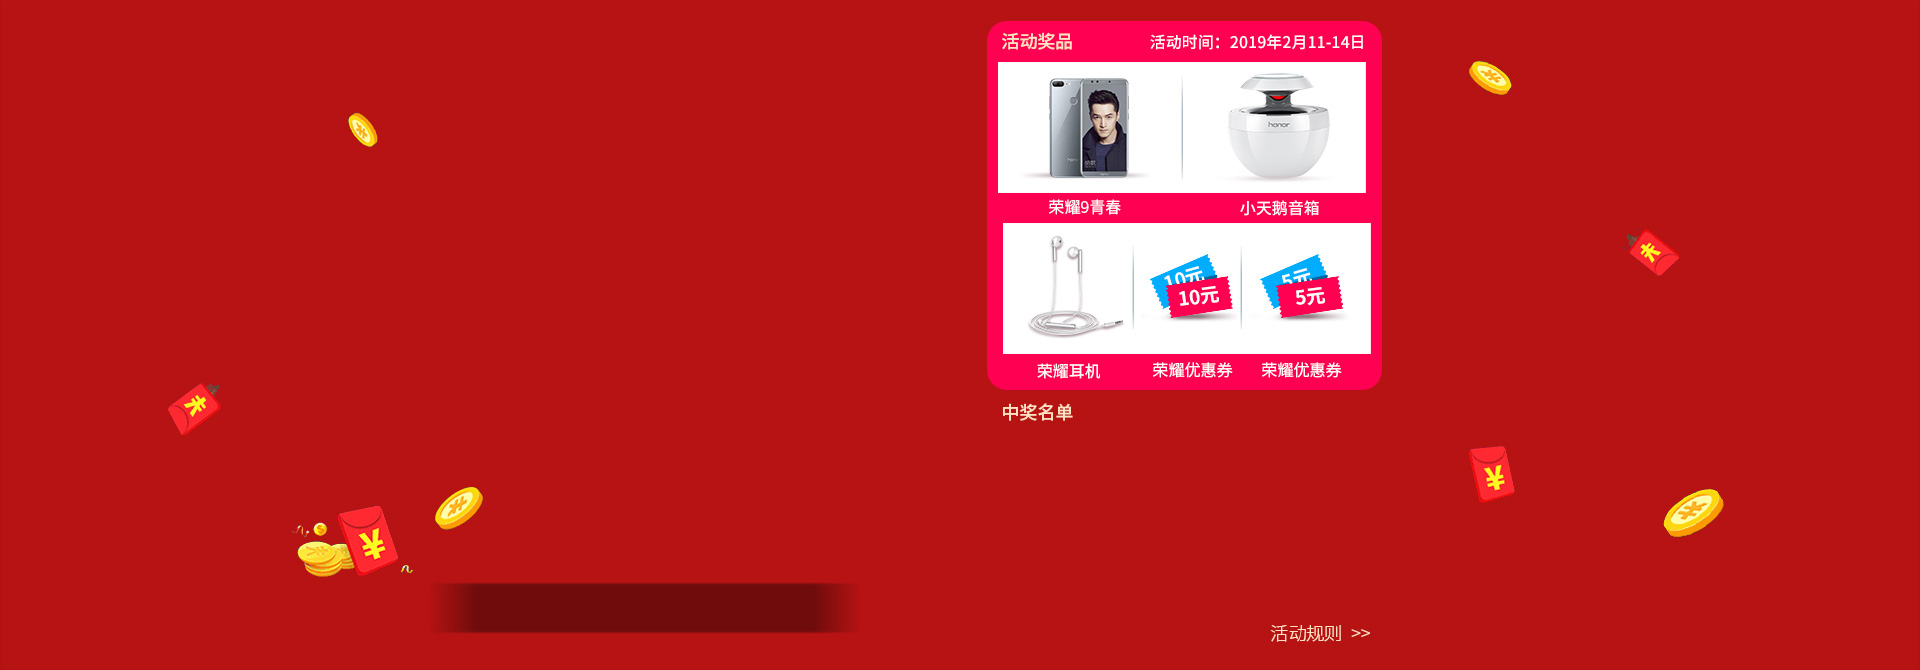 活动奖品
活动时间：2019年2月11-14日
honor
荣耀9青春
小天鹅音箱
10元
10元
5元
5元
荣耀耳机
荣耀优惠券
荣耀优惠券
中奖名单
¥
活动规则 >>